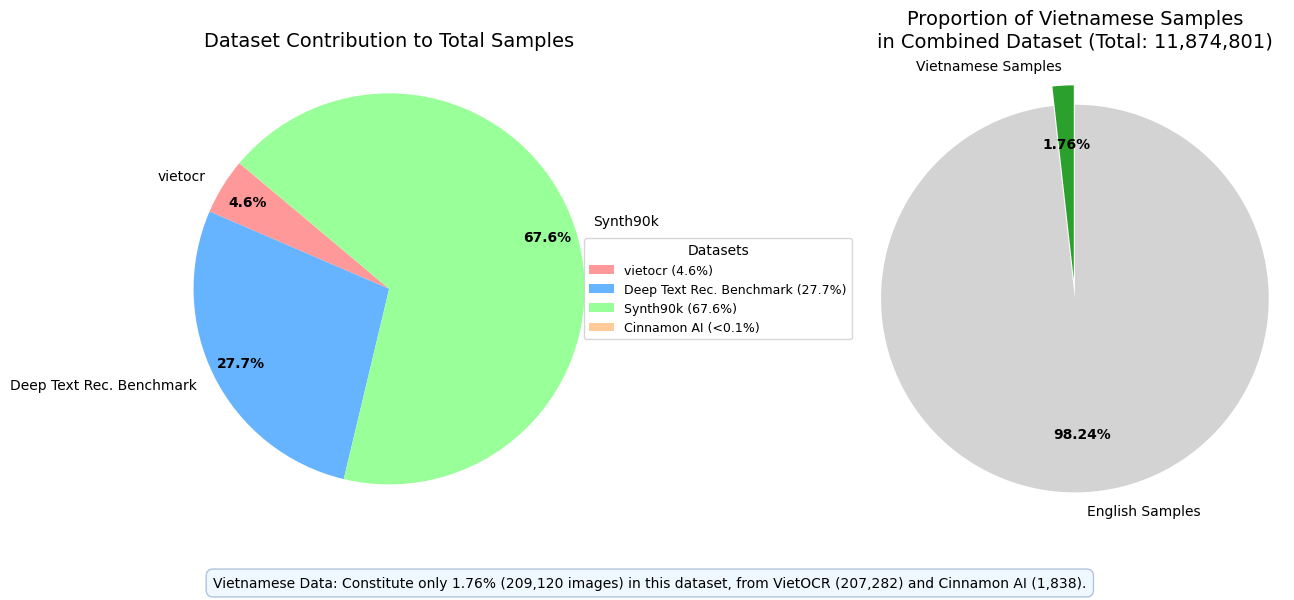 Dataset Contribution to Total Samples
vietocr
4.6%
67.6%
Synth90k
27.7%
Deep Text Rec. Benchmark
Datasets
vietocr (4.6%)
Deep Text Rec. Benchmark (27.7%)
Synth90k (67.6%)
Cinnamon AI (<0.1%)
Proportion of Vietnamese Samples
in Combined Dataset (Total: 11,874,801)
Vietnamese Samples
1.76%
98.24%
English Samples
Vietnamese Data: Constitute only 1.76% (209,120 images) in this dataset, from VietOCR (207,282) and Cinnamon AI (1,838).